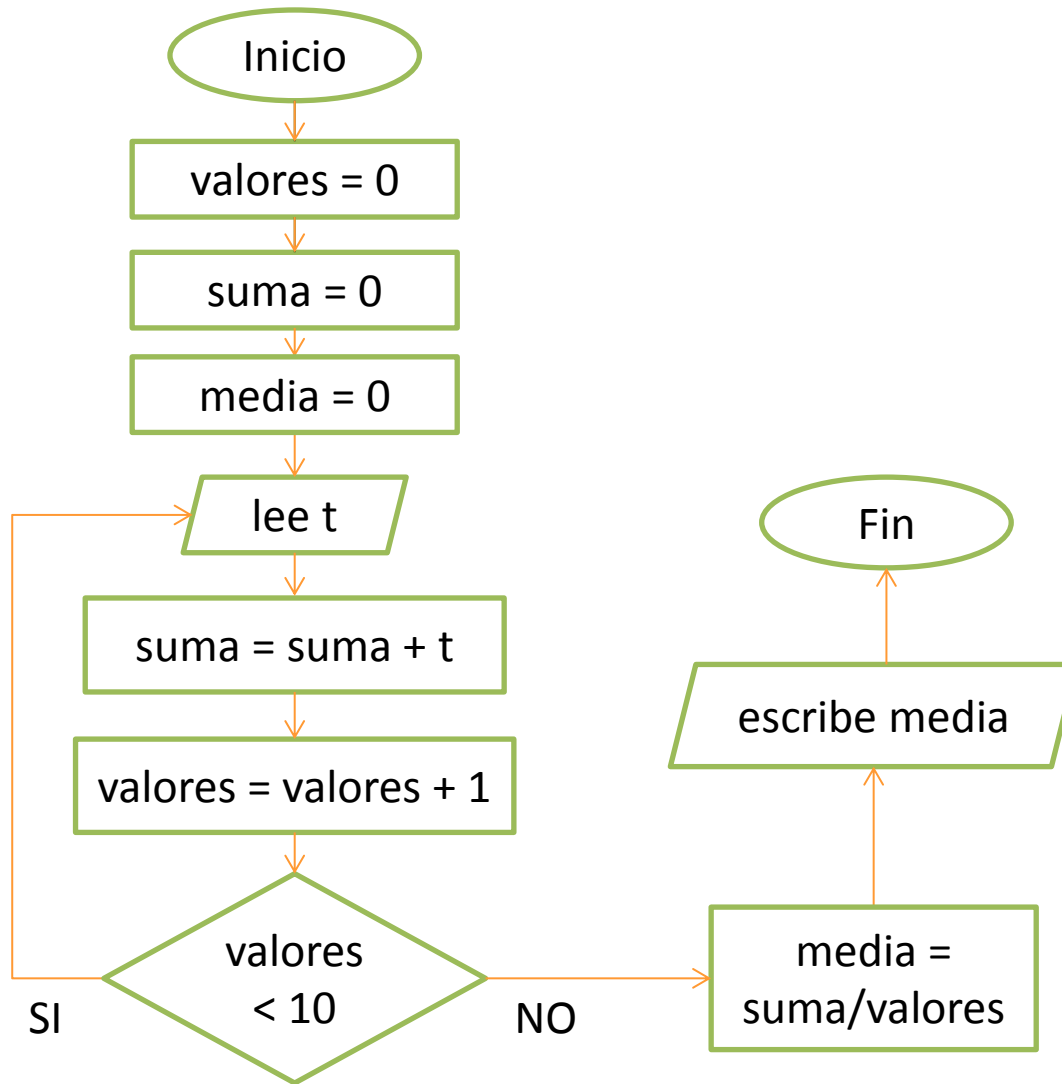 Inicio
valores = 0
suma = 0
media = 0
lee t
suma = suma + t
valores = valores + 1
valores
< 10
SI
NO
media =
suma/valores
escribe media
Fin